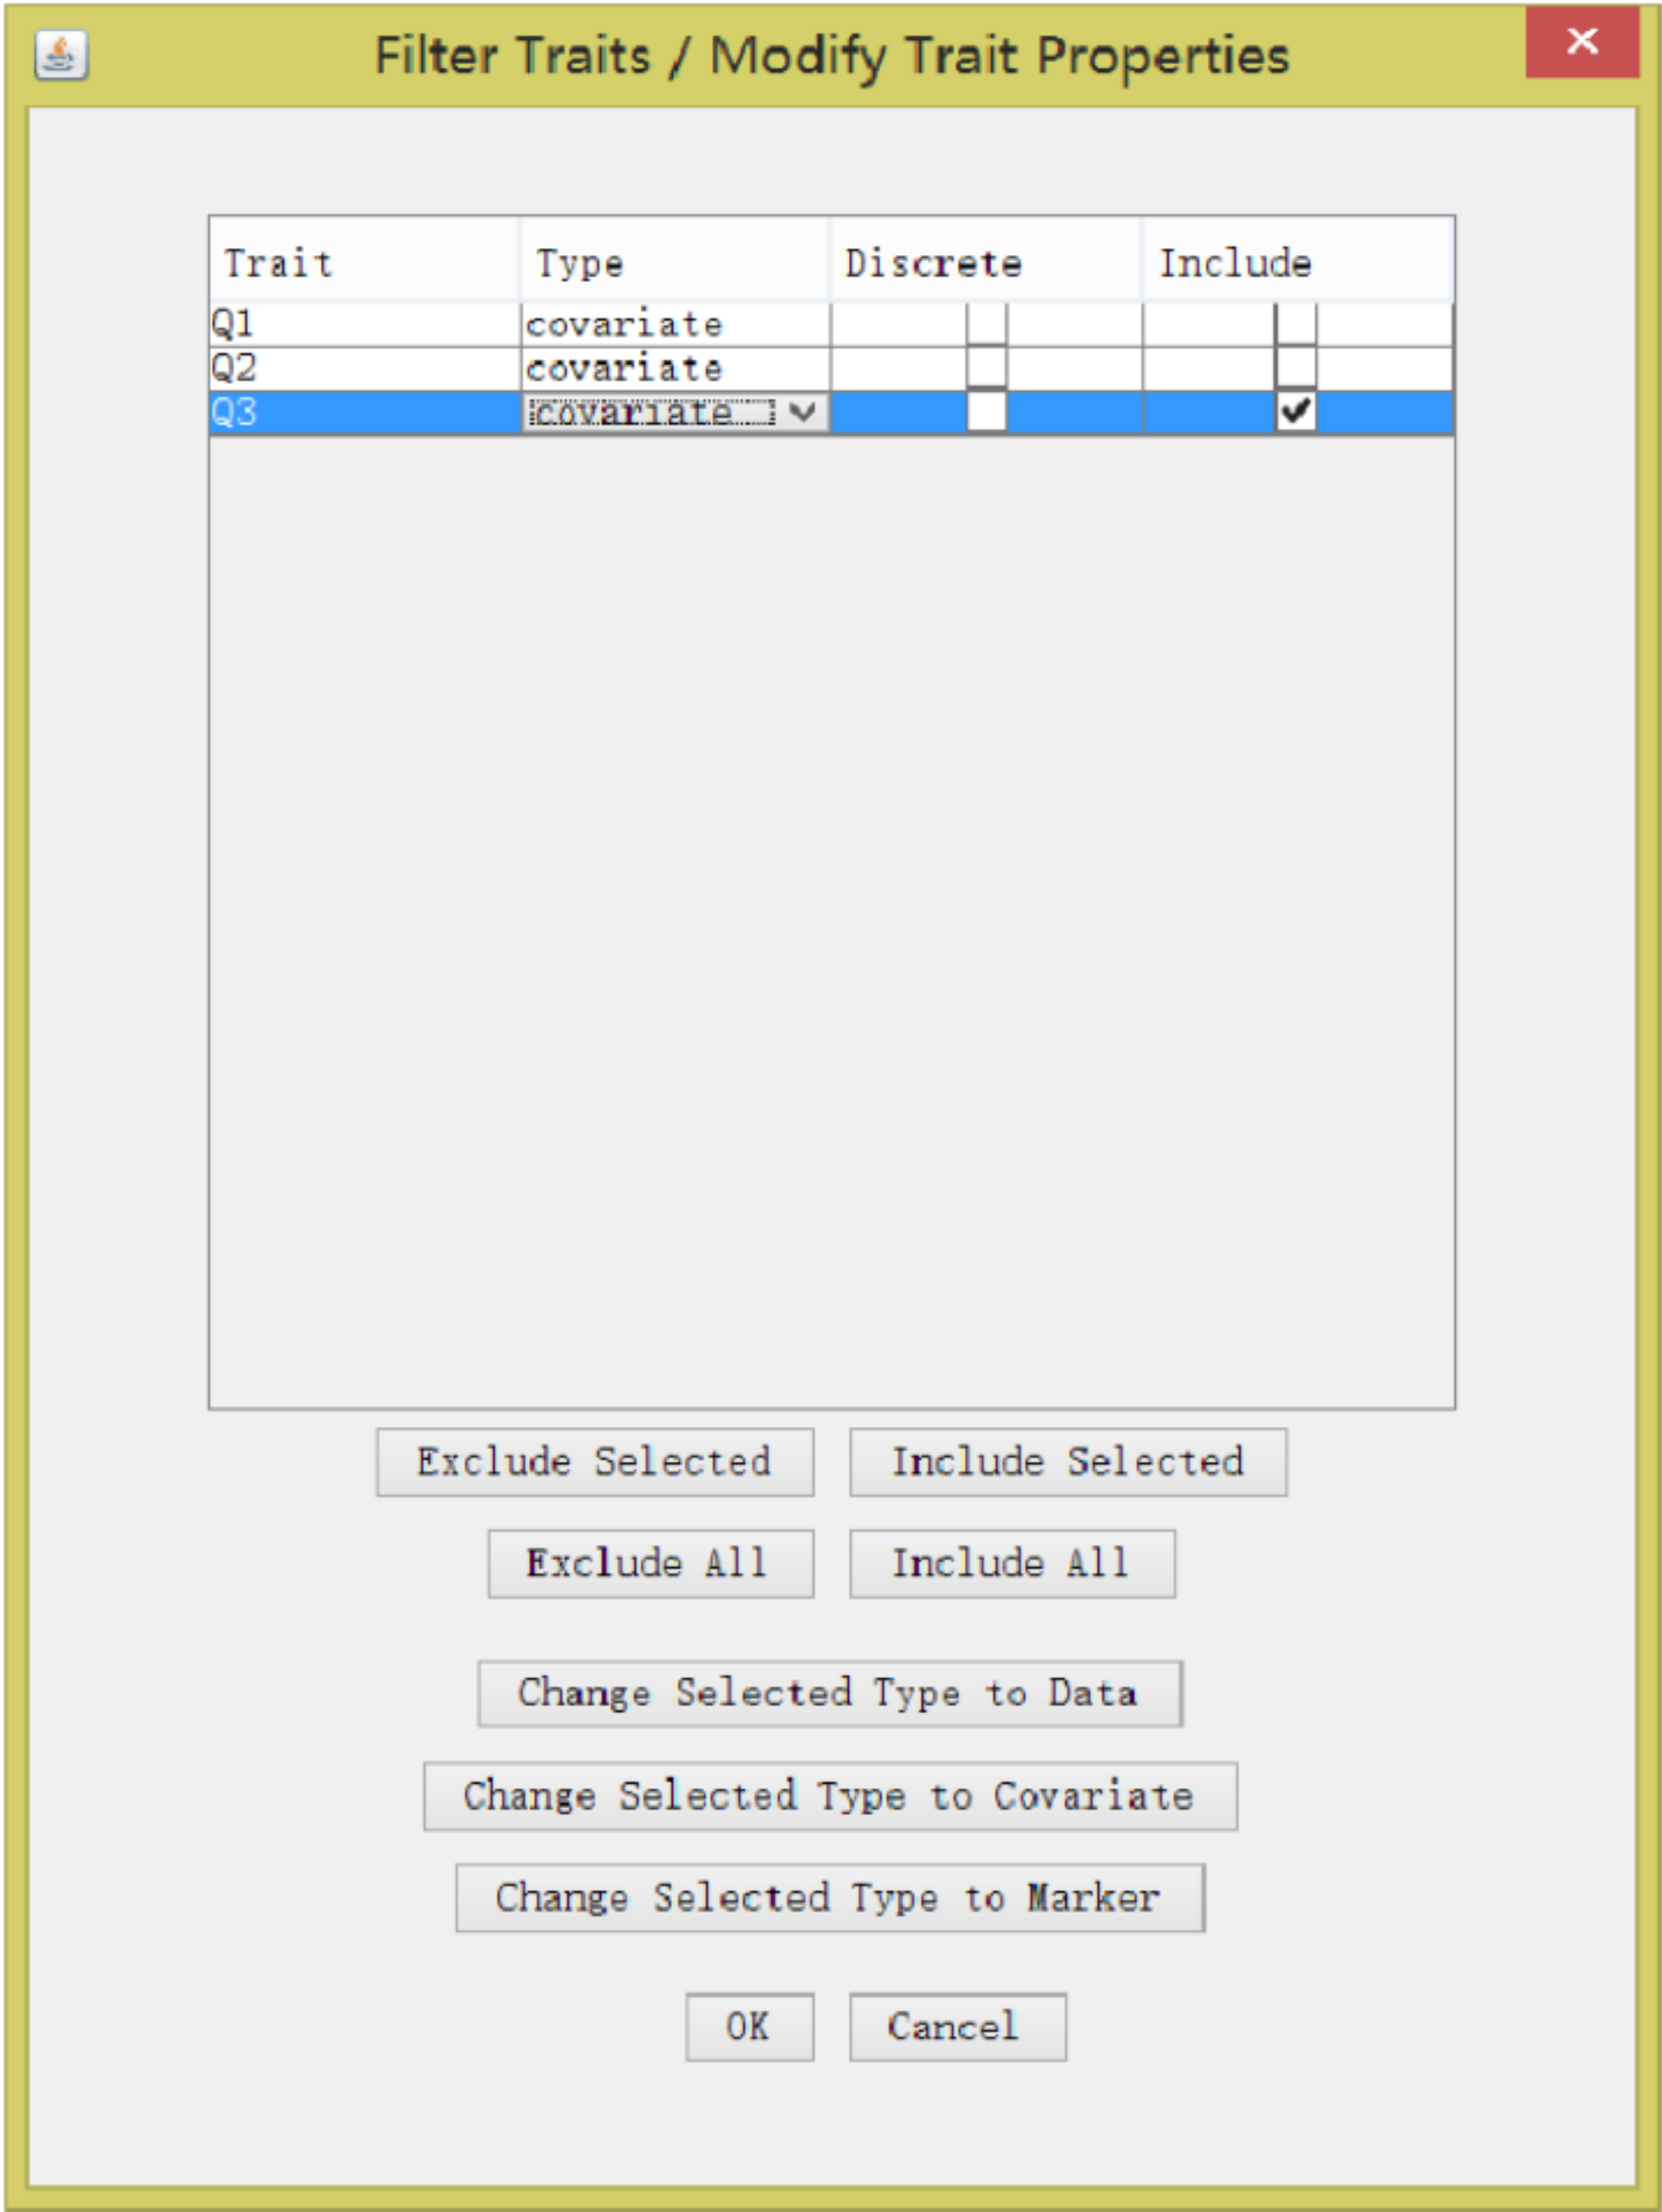 Filter Traits / Modify Trait Properties
Trait Type Discrete Include
Q1 covariate
Q2 covariate
Q3 covariate
Exclude Selected Include Selected
Exclude All Include All
Change Selected Type to Data
Change Selected Type to Covariate
Change Selected Type to Marker
OK Cancel